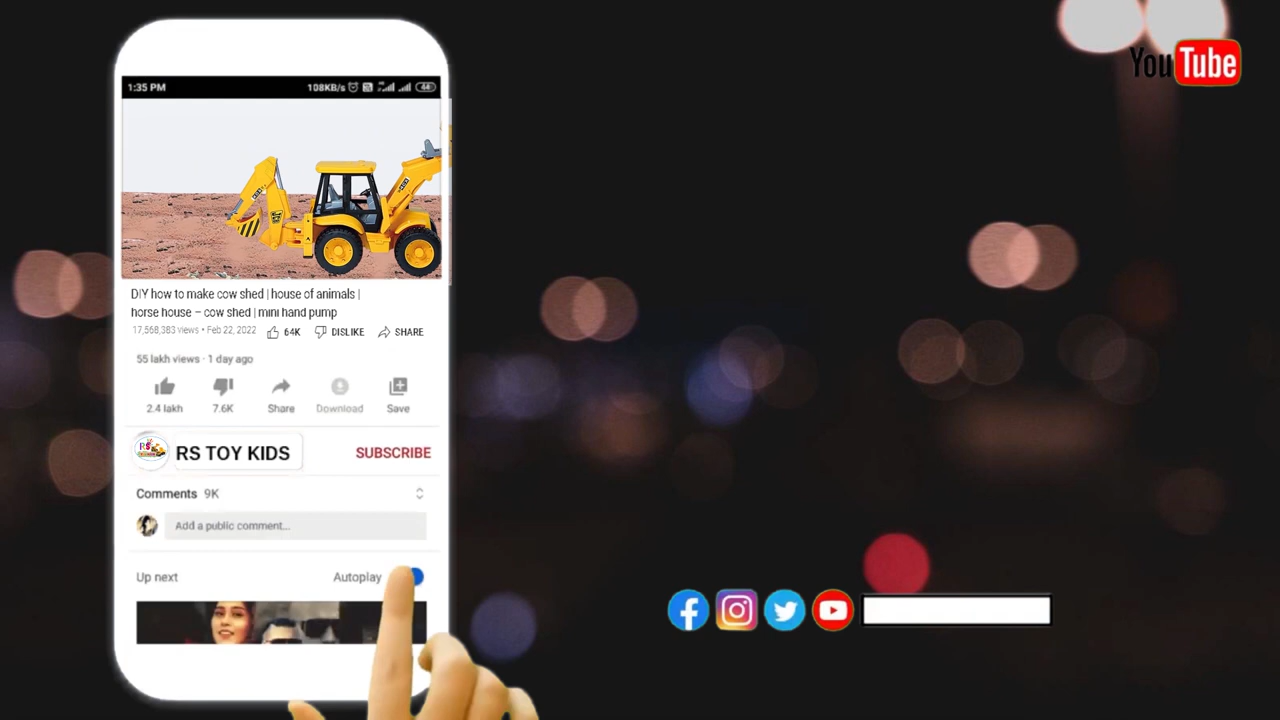 1:35 PM 108KB/s 44
YouTube
DIY how to make cow shed | house of animals |
horse house – cow shed | mini hand pump
17,568,383 views • Feb 22, 2022 64K DISLIKE SHARE
55 lakh views · 1 day ago
2.4 lakh 7.6K Share Download Save
RS TOY KIDS SUBSCRIBE
Comments 9K
Add a public comment...
Up next Autoplay